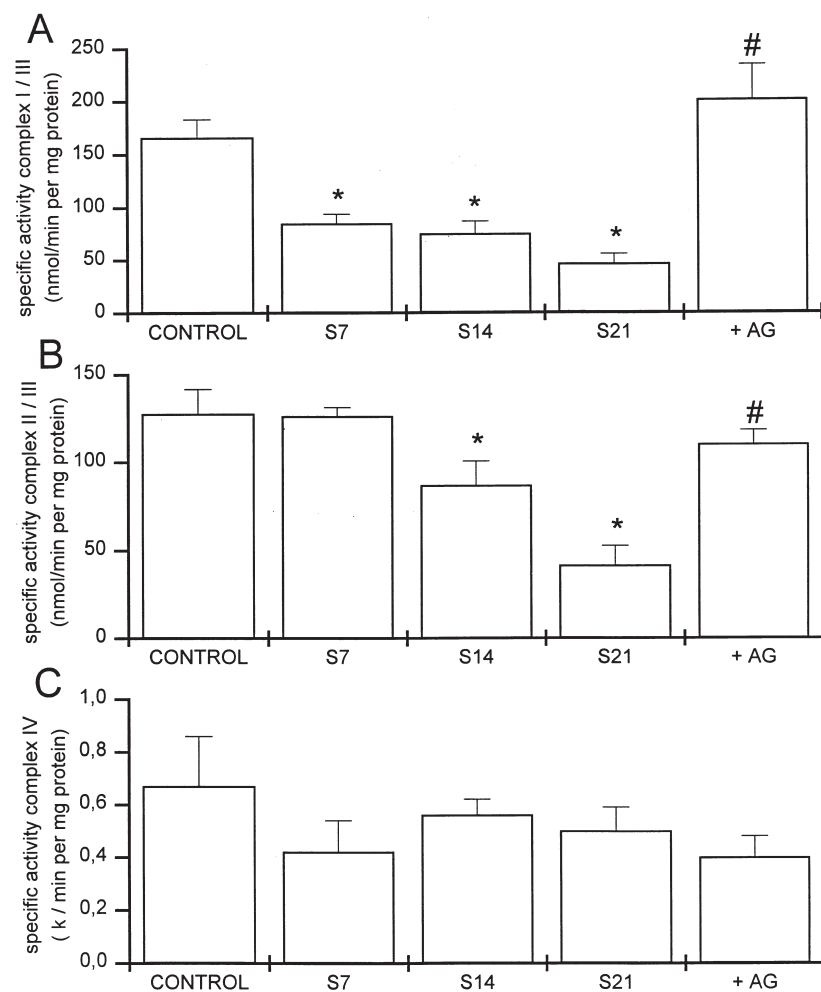 A
specific activity complex I / III
(nmol/min per mg protein)
250
200
150
100
50
0
*
*
*
#
CONTROL S7 S14 S21 + AG
B
specific activity complex II / III
(nmol/min per mg protein)
150
100
50
0
*
*
#
CONTROL S7 S14 S21 + AG
C
specific activity complex IV
( k / min per mg protein)
1,0
0,8
0,6
0,4
0,2
0,0
CONTROL S7 S14 S21 + AG